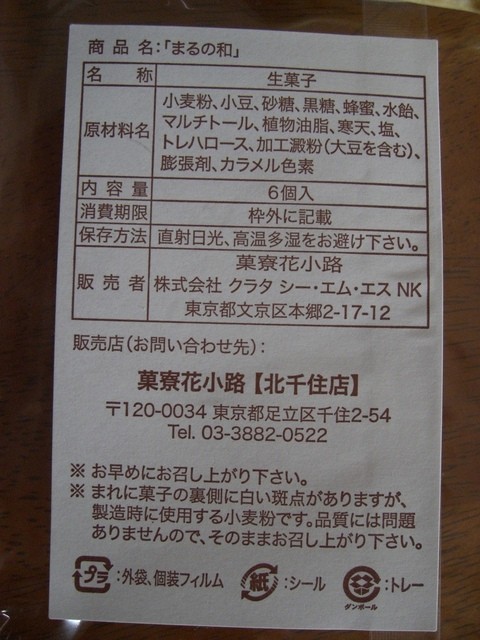 商品名:「まるの和」
名称 生菓子
原材料名 小麦粉、小豆、砂糖、黒糖、蜂蜜、水飴、
マルチトール、植物油脂、寒天、塩、
トレハロース、加工澱粉(大豆を含む)、
膨張剤、カラメル色素
内容量 6個入
消費期限 枠外に記載
保存方法 直射日光、高温多湿をお避け下さい。
販売者 菓寮花小路
株式会社 クラタ シー・エム・エス NK
東京都文京区本郷2-17-12
販売店(お問い合わせ先):
菓寮花小路【北千住店】
〒120-0034 東京都足立区千住2-54
Tel. 03-3882-0522
※ お早めにお召し上がり下さい。
※ まれに菓子の裏側に白い斑点がありますが、
製造時に使用する小麦粉です。品質には問題
ありませんので、そのままお召し上がり下さい。
プラ:外袋、個装フィルム 紙:シール ダンボール:トレー